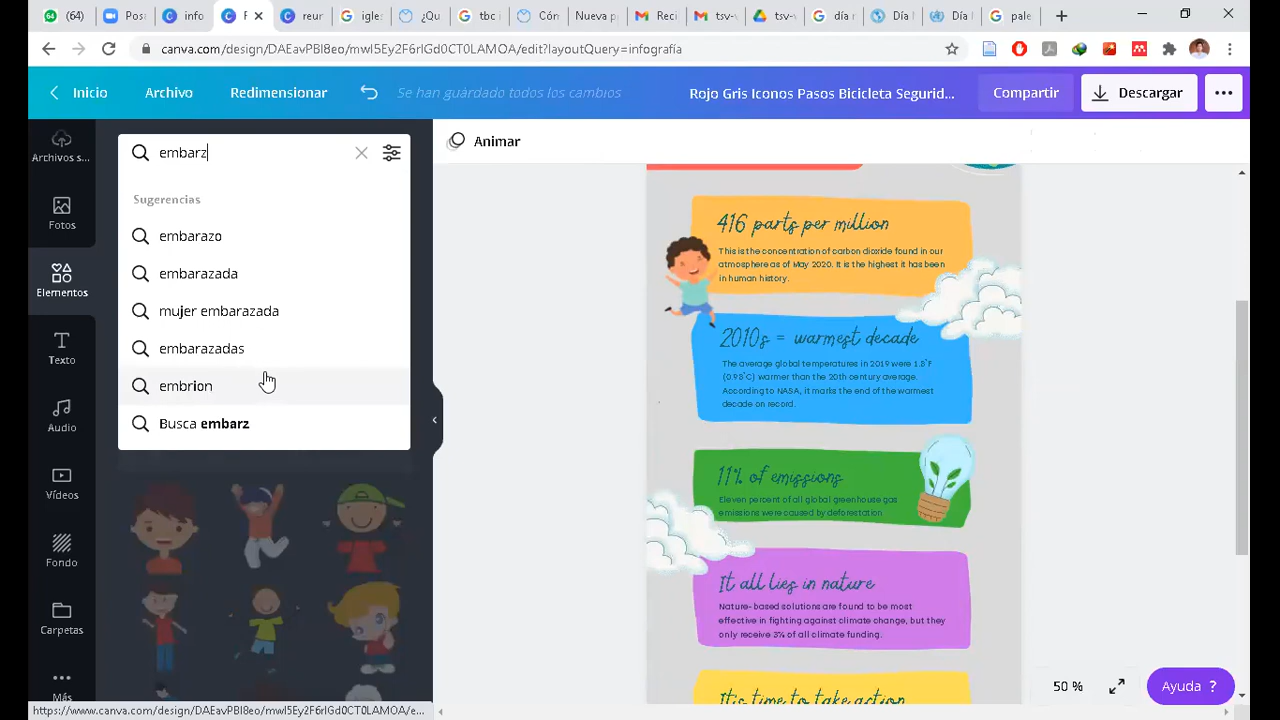 (64)
Pos
info
F
reur
igle
¿Qu
tbc i
Cón
Nueva p
Reci
tsv-
tsv-v
día r
Día I
Día I
pale
canva.com/design/DAEavPBl8eo/mwI5Ey2F6rIGd0CT0LAMOA/edit?layoutQuery=infografía
Inicio
Archivo
Redimensionar
Se han guardado todos los cambios
Rojo Gris Iconos Pasos Bicicleta Segurid...
Compartir
Descargar
Archivos s...
Fotos
Elementos
Texto
Audio
Vídeos
Fondo
Carpetas
Más
embarz
Sugerencias
embarazo
embarazada
mujer embarazada
embarazadas
embrion
Busca embarz
Animar
416 parts per million
This is the concentration of carbon dioxide found in our
atmosphere as of May 2020. It is the highest it has been
in human history.
2010s = warmest decade
The average global temperatures in 2019 were 1.8°F
(0.98°C) warmer than the 20th century average.
According to NASA, it marks the end of the warmest
decade on record.
11% of emissions
Eleven percent of all global greenhouse gas
emissions were caused by deforestation
It all lies in nature
Nature-based solutions are found to be most
effective in fighting against climate change, but they
only receive 3% of all climate funding.
It's time to take action
50 %
Ayuda ?
https://www.canva.com/design/DAEavPBl8eo/mwI5Ey2F6rIGd0CT0LAMOA/e...